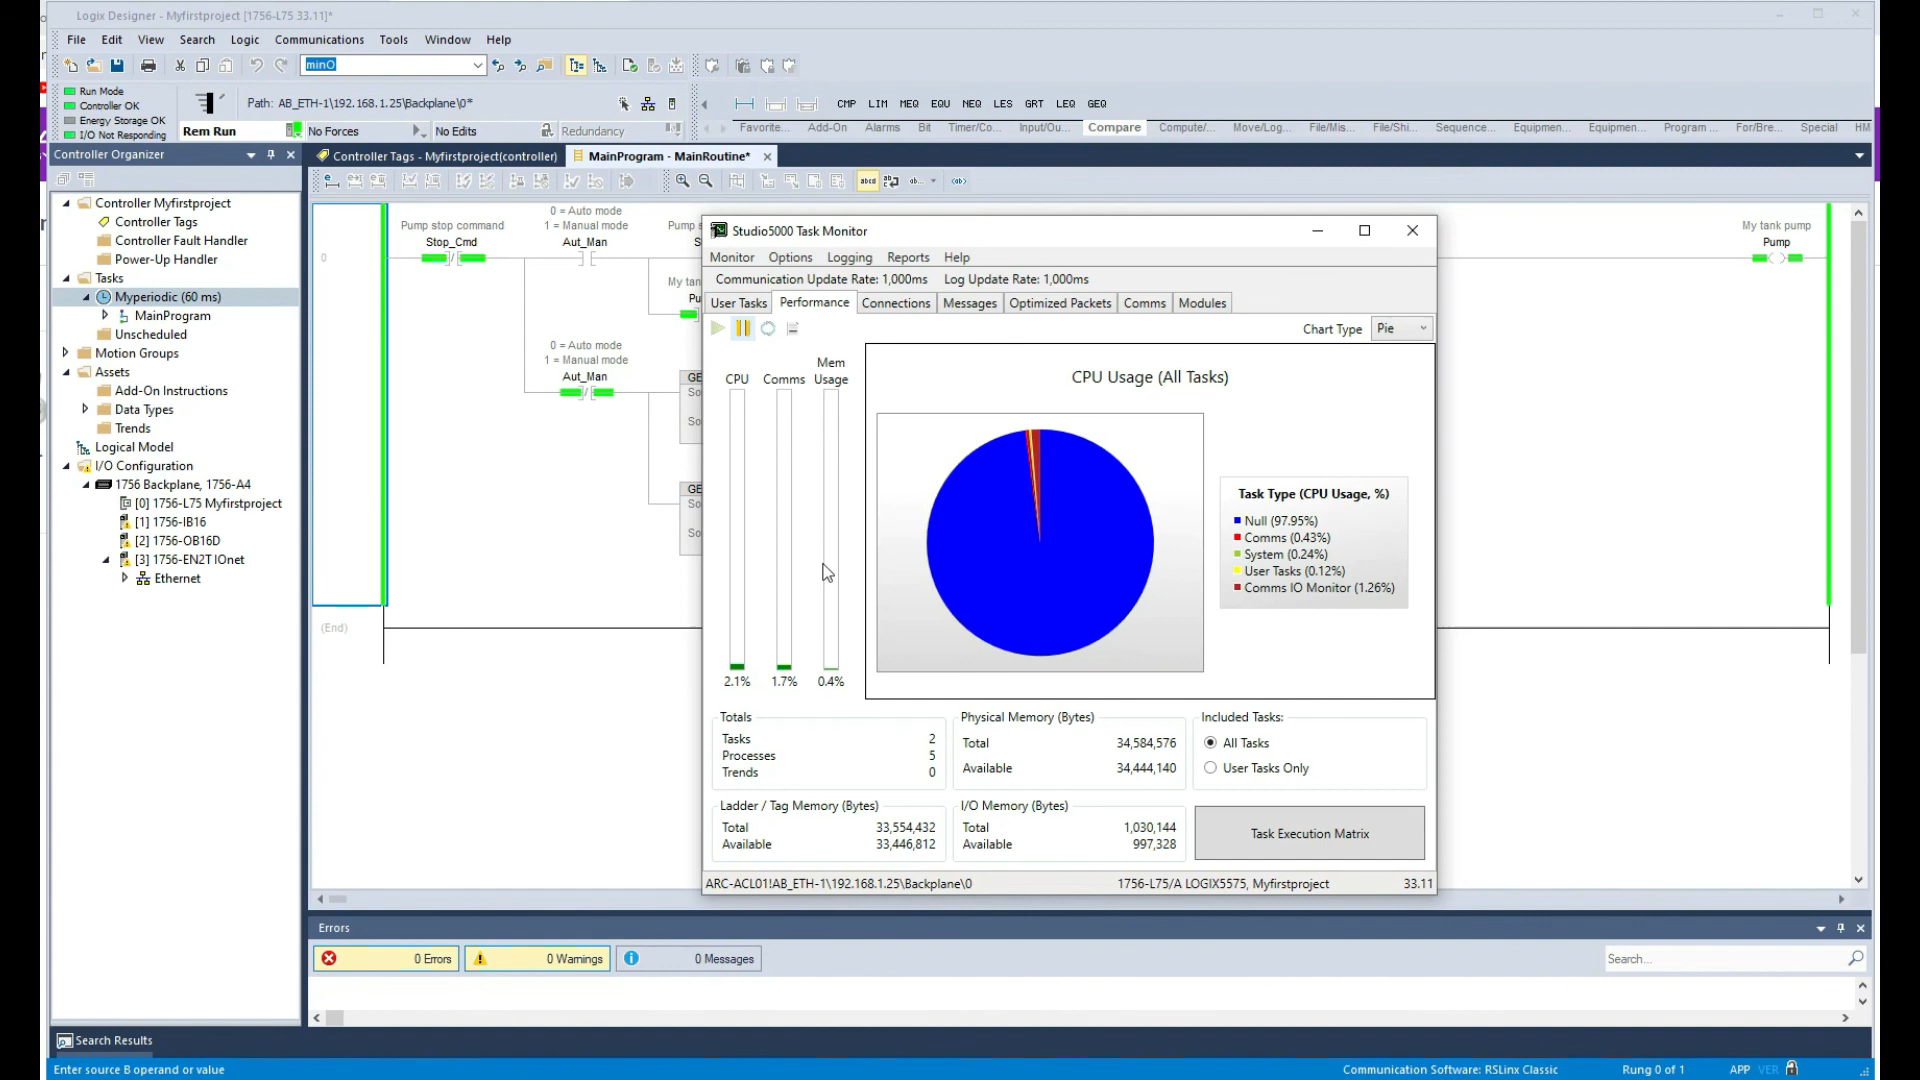 Logix Designer - Myfirstproject [1756-L75 33.11]*
File Edit View Search Logic Communications Tools Window Help
minO
Run Mode
Controller OK
Energy Storage OK
I/O Not Responding
Path: AB_ETH-1\192.168.1.25\Backplane\0*
Rem Run No Forces No Edits Redundancy
CMP LIM MEQ EQU NEQ LES GRT LEQ GEQ
Favorite... Add-On Alarms Bit Timer/Co... Input/Ou... Compare Compute/... Move/Log... File/Mis... File/Shi... Sequence... Equipmen... Equipmen... Program ... For/Bre... Special HM
Controller Organizer
Controller Tags - Myfirstproject(controller)
MainProgram - MainRoutine*
Controller Myfirstproject
Controller Tags
Controller Fault Handler
Power-Up Handler
Tasks
Myperiodic (60 ms)
MainProgram
Unscheduled
Motion Groups
Assets
Add-On Instructions
Data Types
Trends
Logical Model
I/O Configuration
1756 Backplane, 1756-A4
[0] 1756-L75 Myfirstproject
[1] 1756-IB16
[2] 1756-OB16D
[3] 1756-EN2T IOnet
Ethernet
abcd ab...
0
Pump stop command
Stop_Cmd
0 = Auto mode
1 = Manual mode
Aut_Man
Pump s
S
My tan
Pu
0 = Auto mode
1 = Manual mode
Aut_Man
GE
So
So
GE
So
So
(End)
My tank pump
Pump
Studio5000 Task Monitor
Monitor Options Logging Reports Help
Communication Update Rate: 1,000ms Log Update Rate: 1,000ms
User Tasks Performance Connections Messages Optimized Packets Comms Modules
Chart Type Pie
CPU Comms Mem Usage
2.1% 1.7% 0.4%
CPU Usage (All Tasks)
Task Type (CPU Usage, %)
Null (97.95%)
Comms (0.43%)
System (0.24%)
User Tasks (0.12%)
Comms IO Monitor (1.26%)
Totals
Tasks 2
Processes 5
Trends 0
Physical Memory (Bytes)
Total 34,584,576
Available 34,444,140
Included Tasks:
All Tasks
User Tasks Only
Ladder / Tag Memory (Bytes)
Total 33,554,432
Available 33,446,812
I/O Memory (Bytes)
Total 1,030,144
Available 997,328
Task Execution Matrix
ARC-ACL01!AB_ETH-1\192.168.1.25\Backplane\0 1756-L75/A LOGIX5575, Myfirstproject 33.11
Errors
0 Errors 0 Warnings 0 Messages
Search...
Search Results
Enter source B operand or value
Communication Software: RSLinx Classic Rung 0 of 1 APP VER